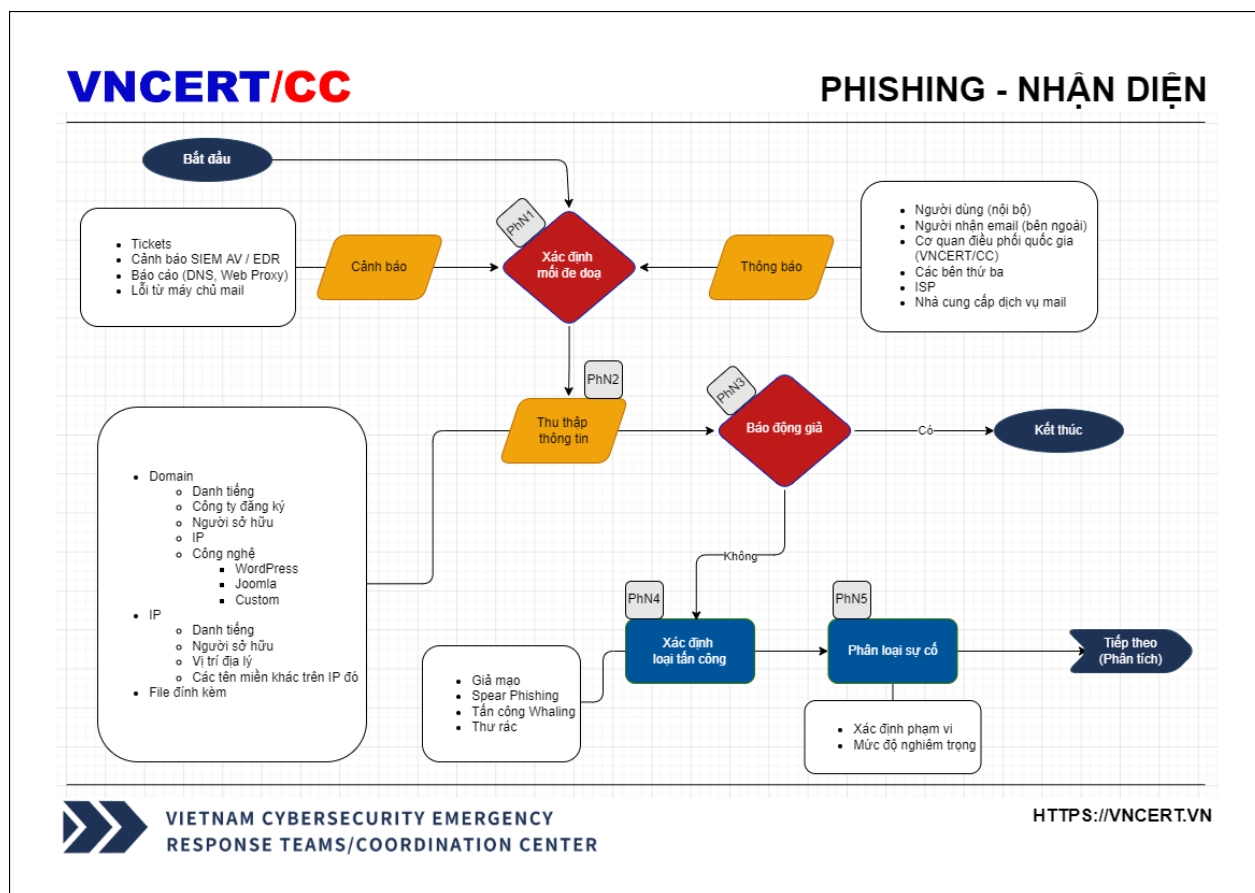 VNCERT/CC
PHISHING - NHẬN DIỆN
Bắt đầu
Tickets
Cảnh báo SIEM AV / EDR
Báo cáo (DNS, Web Proxy)
Lỗi từ máy chủ mail
Cảnh báo
PhN1
Xác định
mối đe doạ
Thông báo
Người dùng (nội bộ)
Người nhận email (bên ngoài)
Cơ quan điều phối quốc gia
(VNCERT/CC)
Các bên thứ ba
ISP
Nhà cung cấp dịch vụ mail
PhN2
Thu thập
thông tin
PhN3
Báo động giả
Có
Kết thúc
Domain
Danh tiếng
Công ty đăng ký
Người sở hữu
IP
Công nghệ
WordPress
Joomla
Custom
IP
Danh tiếng
Người sở hữu
Vị trí địa lý
Các tên miền khác trên IP đó
File đính kèm
Không
PhN4
Xác định
loại tấn công
PhN5
Phân loại sự cố
Tiếp theo
(Phân tích)
Giả mạo
Spear Phishing
Tấn công Whaling
Thư rác
Xác định phạm vi
Mức độ nghiêm trọng
VIETNAM CYBERSECURITY EMERGENCY
RESPONSE TEAMS/COORDINATION CENTER
HTTPS://VNCERT.VN